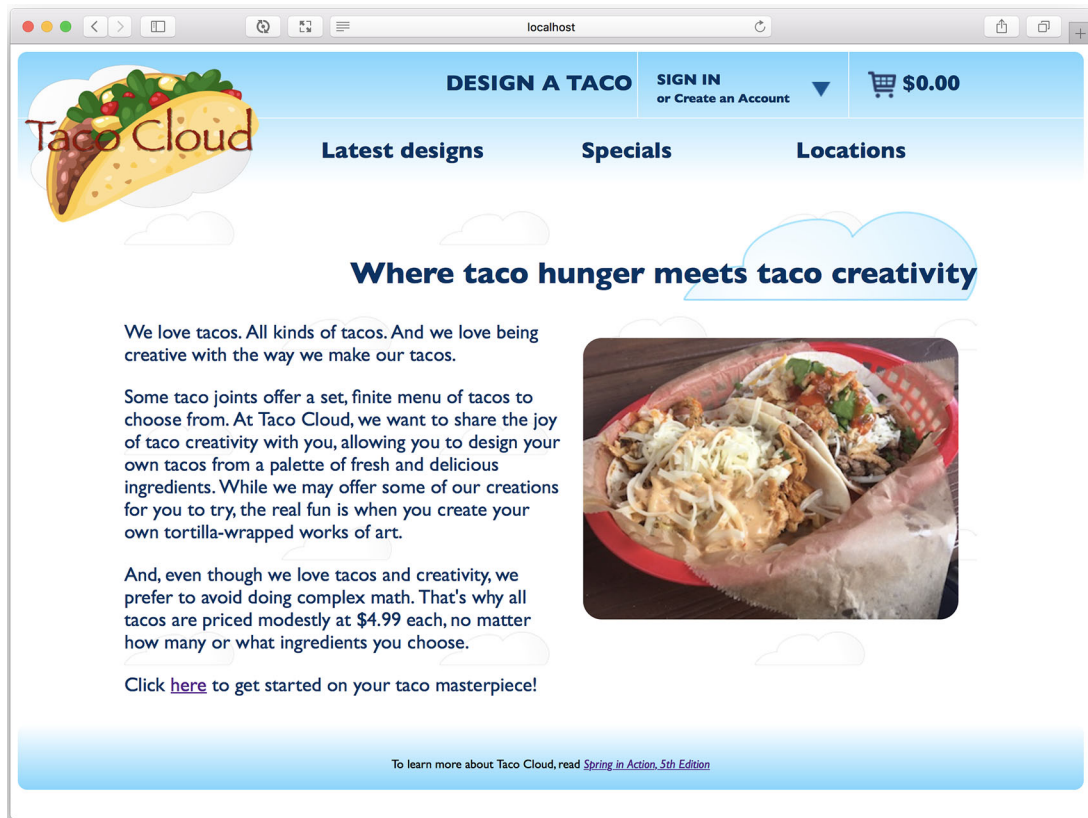 localhost
DESIGN A TACO
SIGN IN
or Create an Account
$0.00
Taco Cloud
Latest designs
Specials
Locations
Where taco hunger meets taco creativity
We love tacos. All kinds of tacos. And we love being
creative with the way we make our tacos.
Some taco joints offer a set, finite menu of tacos to
choose from. At Taco Cloud, we want to share the joy
of taco creativity with you, allowing you to design your
own tacos from a palette of fresh and delicious
ingredients. While we may offer some of our creations
for you to try, the real fun is when you create your
own tortilla-wrapped works of art.
And, even though we love tacos and creativity, we
prefer to avoid doing complex math. That's why all
tacos are priced modestly at $4.99 each, no matter
how many or what ingredients you choose.
Click here to get started on your taco masterpiece!
To learn more about Taco Cloud, read Spring in Action, 5th Edition